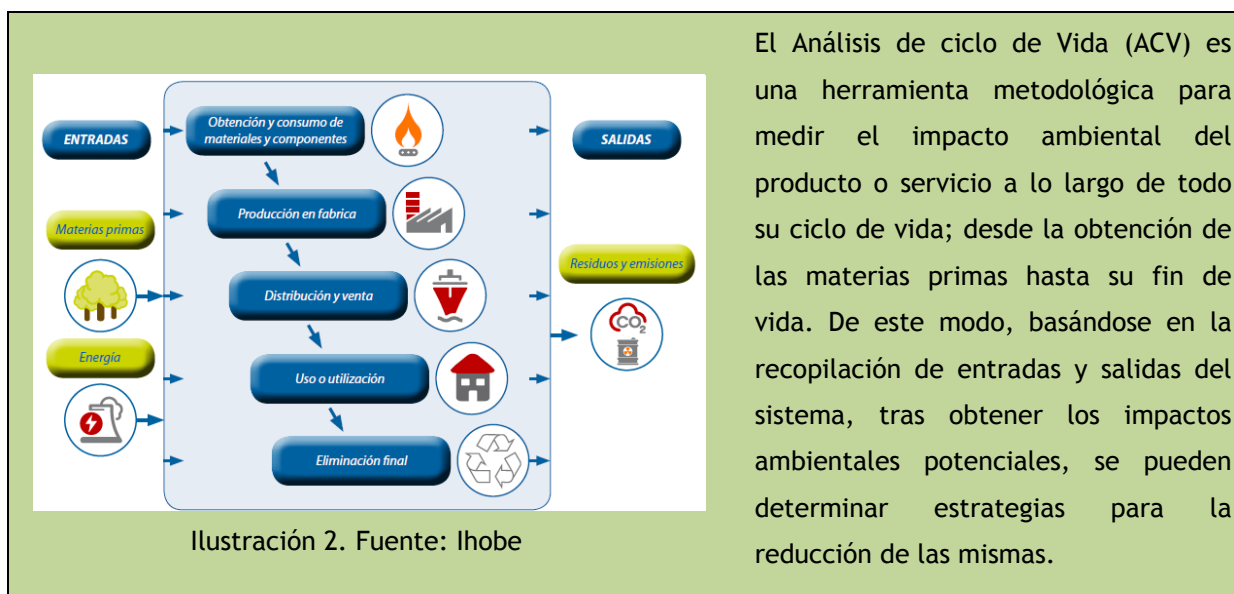 ENTRADAS
Materias primas
Energía
Obtención y consumo de
materiales y componentes
Producción en fabrica
Distribución y venta
Uso o utilización
Eliminación final
SALIDAS
Residuos y emisiones
CO2
Ilustración 2. Fuente: Ihobe
El Análisis de ciclo de Vida (ACV) es
una herramienta metodológica para
medir el impacto ambiental del
producto o servicio a lo largo de todo
su ciclo de vida; desde la obtención de
las materias primas hasta su fin de
vida. De este modo, basándose en la
recopilación de entradas y salidas del
sistema, tras obtener los impactos
ambientales potenciales, se pueden
determinar estrategias para la
reducción de las mismas.